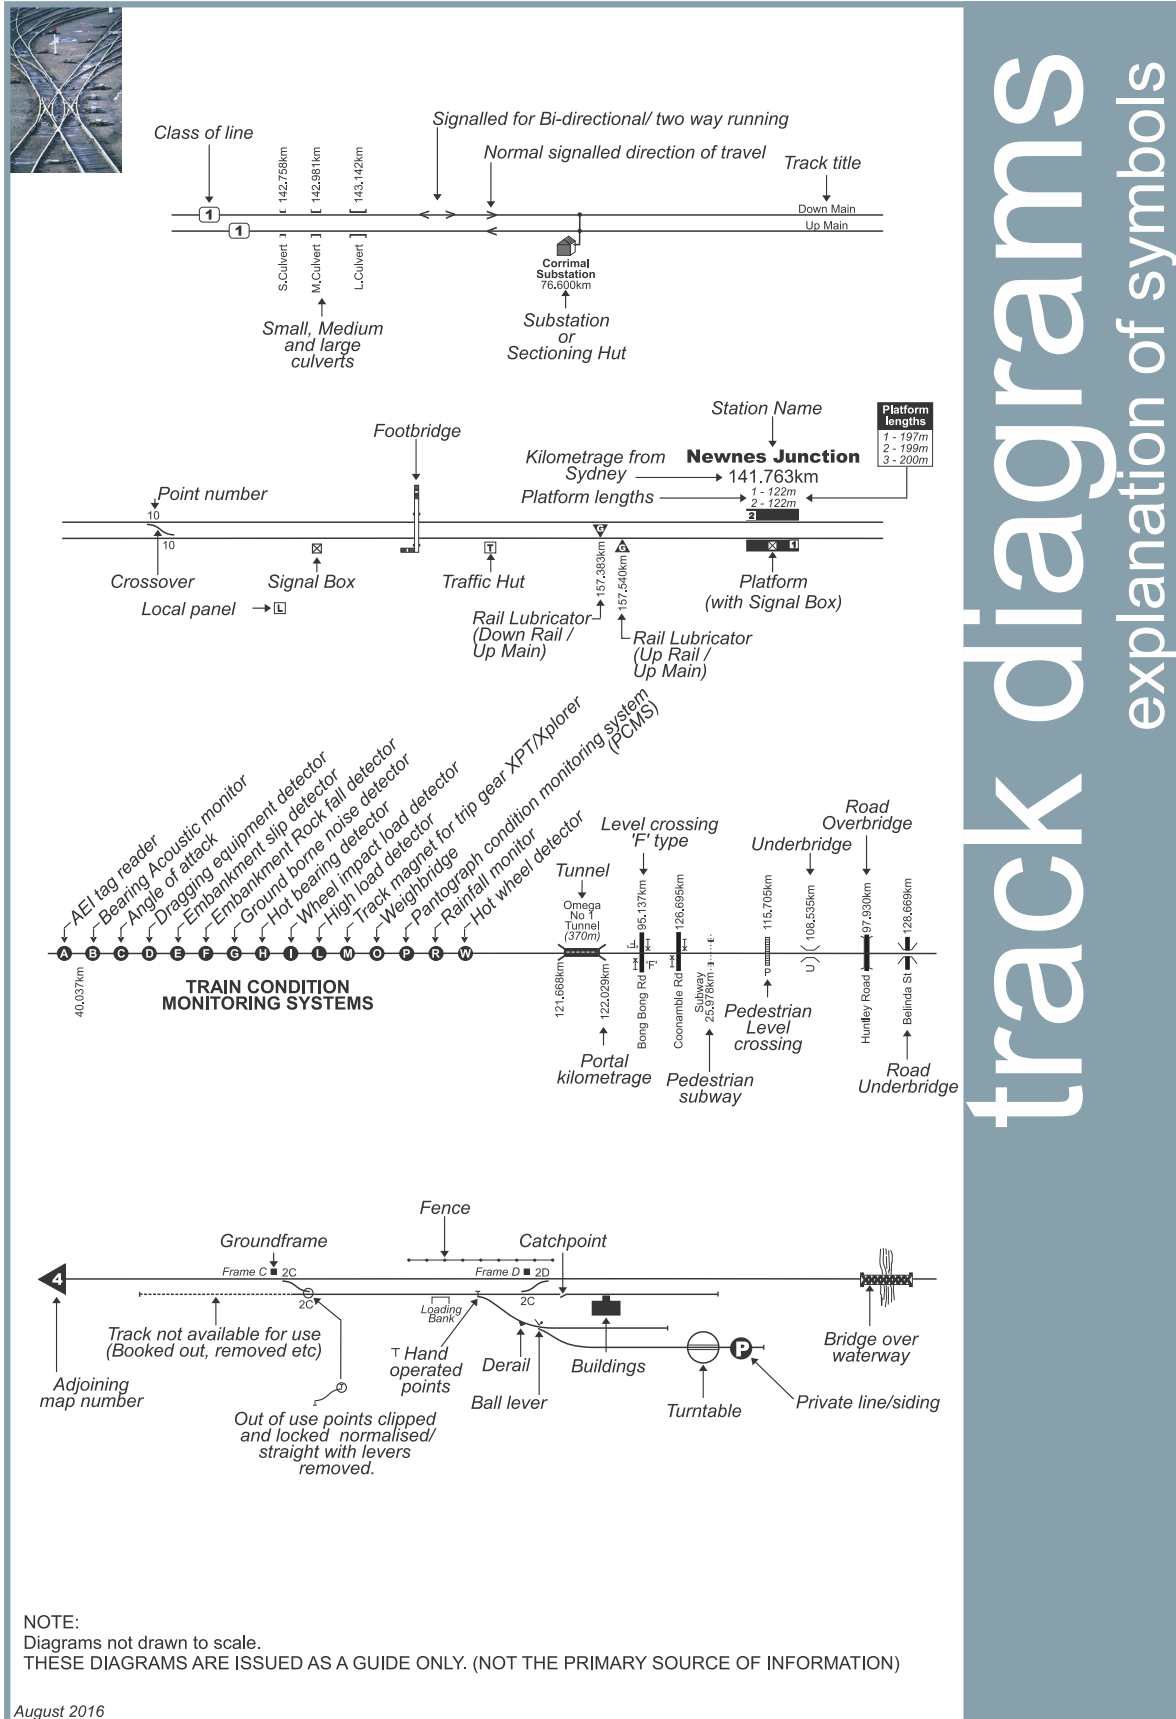 track diagrams
explanation of symbols
Class of line
Signalled for Bi-directional/ two way running
Normal signalled direction of travel
Track title
142.758km
142.981km
143.142km
1
1
Down Main
Up Main
S.Culvert
M.Culvert
L.Culvert
Corrimal
Substation
76.600km
Small, Medium
and large
culverts
Substation
or
Sectioning Hut
Station Name
Platform
lengths
1 - 197m
2 - 199m
3 - 200m
Footbridge
Kilometrage from
Sydney
Newnes Junction
141.763km
Platform lengths
1 - 122m
2 - 122m
Point number
10
10
2
1
T
G
G
157.383km
157.540km
Crossover
Signal Box
Traffic Hut
Platform
(with Signal Box)
Local panel
L
Rail Lubricator
(Down Rail /
Up Main)
Rail Lubricator
(Up Rail /
Up Main)
AEI tag reader
Bearing Acoustic monitor
Angle of attack
Dragging equipment detector
Embankment slip detector
Embankment Rock fall detector
Ground borne noise detector
Hot bearing detector
Wheel impact load detector
High load detector
Track magnet for trip gear XPT/Xplorer
Weighbridge
Pantograph condition monitoring system
(PCMS)
Rainfall monitor
Hot wheel detector
A B C D E F G H I L M O P R W
40.037km
TRAIN CONDITION
MONITORING SYSTEMS
Tunnel
Omega
No 1
Tunnel
(370m)
121.668km
122.029km
Portal
kilometrage
Level crossing
'F' type
95.137km
'F'
'F'
Bong Bong Rd
126.695km
Coonamble Rd
Subway
25.978km
Pedestrian
subway
115.705km
P
Pedestrian
Level
crossing
Underbridge
108.535km
U
Road
Overbridge
97.930km
Huntley Road
128.669km
Belinda St
Road
Underbridge
Fence
Groundframe
Catchpoint
Frame C
2C
2C
Frame D
2D
2C
4
Loading
Bank
Track not available for use
(Booked out, removed etc)
Adjoining
map number
Hand
operated
points
Derail
Ball lever
Buildings
P
Turntable
Private line/siding
Bridge over
waterway
Out of use points clipped
and locked normalised/
straight with levers
removed.
NOTE:
Diagrams not drawn to scale.
THESE DIAGRAMS ARE ISSUED AS A GUIDE ONLY. (NOT THE PRIMARY SOURCE OF INFORMATION)
August 2016